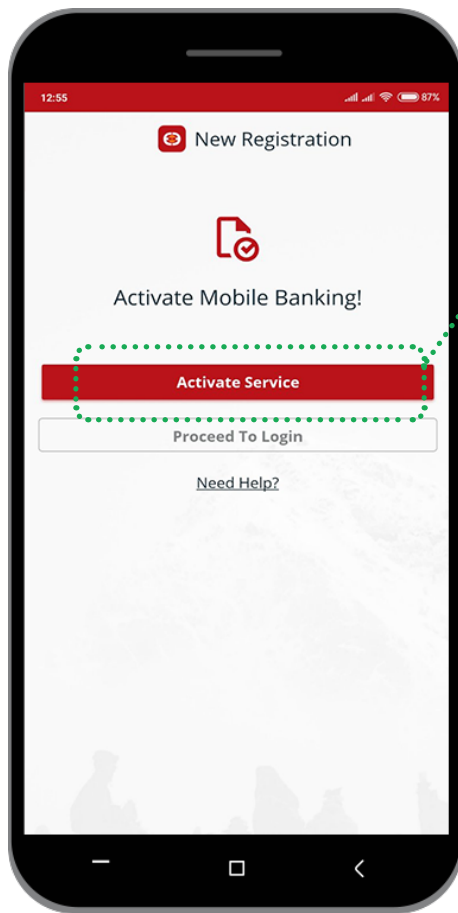 12:55
87%
New Registration
Activate Mobile Banking!
Activate Service
Proceed To Login
Need Help?